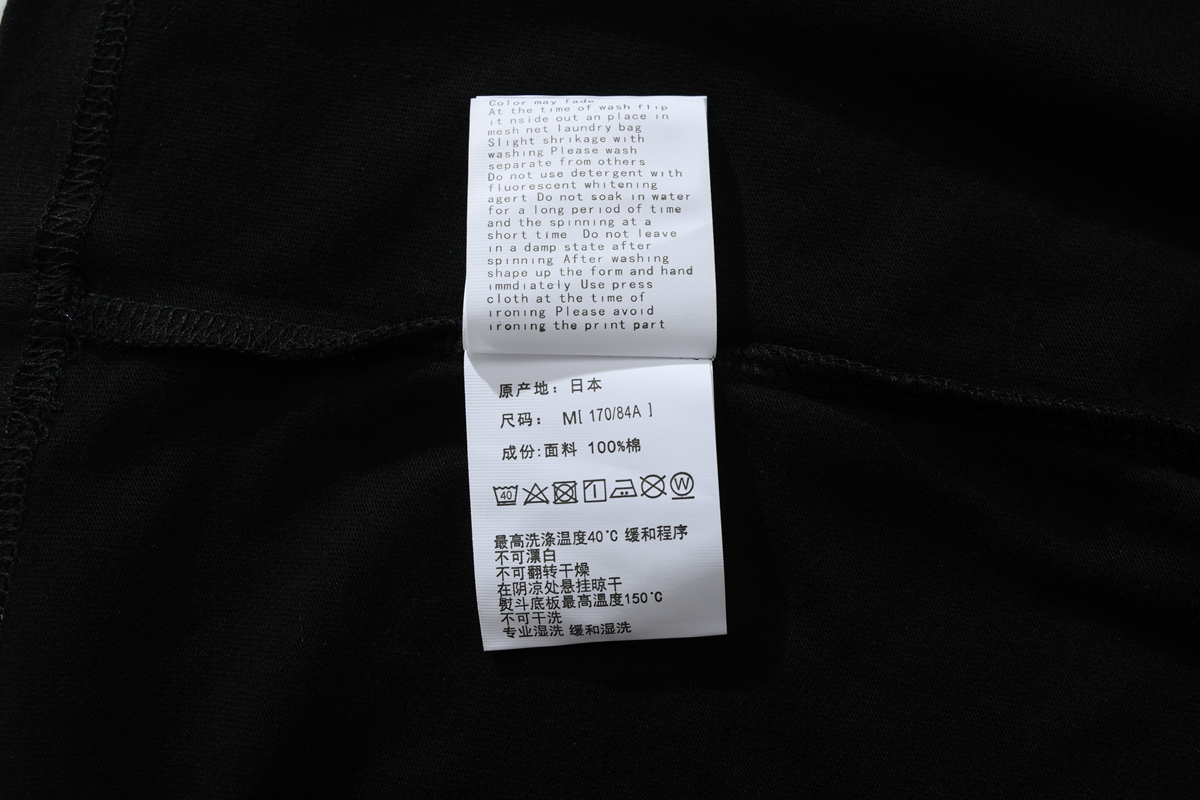 Color may fade
At the time of wash flip
it nside out an place in
mesh net laundry bag
Slight shrikage with
washing Please wash
separate from others
Do not use detergent with
fluorescent whitening
agert Do not soak in water
for a long period of time
and the spinning at a
short time Do not leave
in a damp state after
spinning After washing
shape up the form and hand
immdiately Use press
cloth at the time of
ironing Please avoid
ironing the print part
原产地：日本
尺码： M[ 170/84A ]
成份:面料 100%棉
40 W
最高洗涤温度40°C 缓和程序
不可漂白
不可翻转干燥
在阴凉处悬挂晾干
熨斗底板最高温度150°C
不可干洗
专业湿洗 缓和湿洗